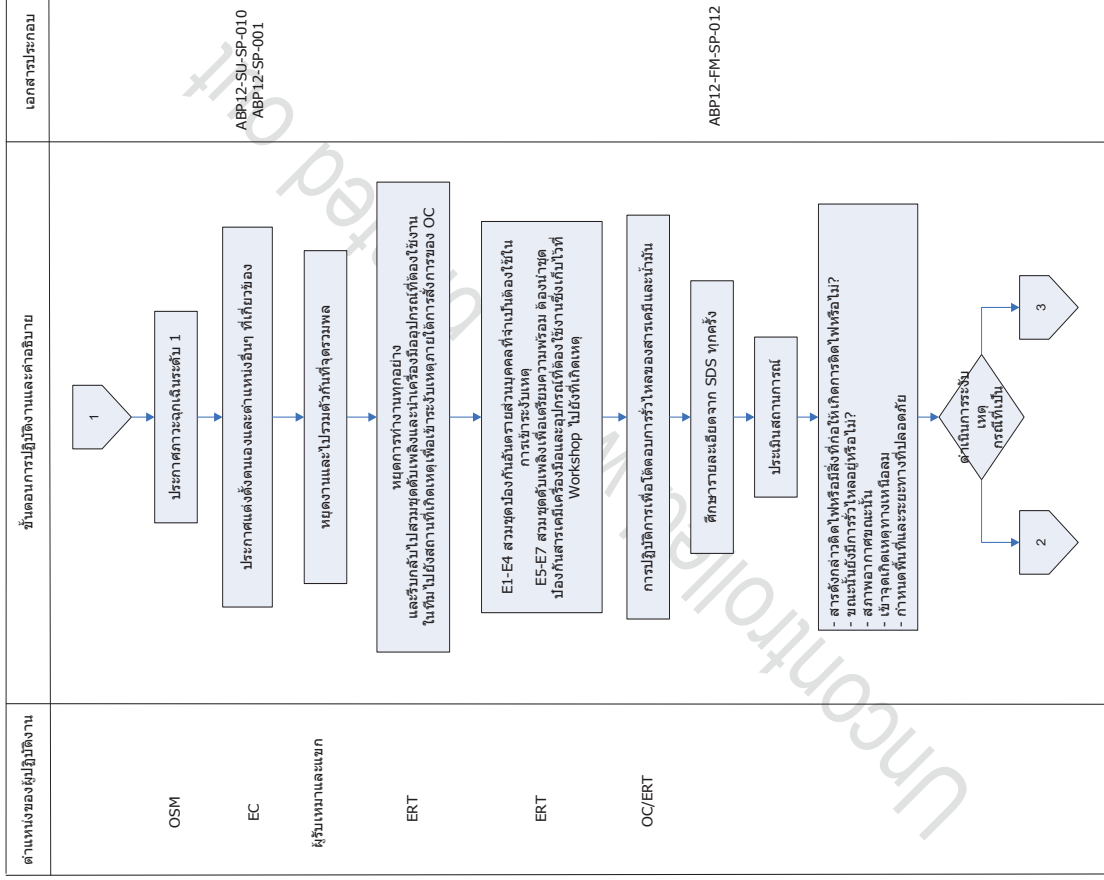 ตำแหน่งของผู้ปฏิบัติงาน
ขั้นตอนการปฏิบัติงานและคำอธิบาย
เอกสารประกอบ
1
OSM
ประกาศภาวะฉุกเฉินระดับ 1
EC
ประกาศแต่งตั้งตนเองและตำแหน่งอื่นๆ ที่เกี่ยวข้อง
ABP12-SU-SP-010
ABP12-SP-001
ผู้รับเหมาและแขก
หยุดงานและไปรวมตัวกันที่จุดรวมพล
ERT
หยุดการทำงานทุกอย่าง
และรีบกลับไปสวมชุดดับเพลิงและนำเครื่องมืออุปกรณ์ที่ต้องใช้งาน
ในทีมไปยังสถานที่เกิดเหตุเพื่อเข้าระงับเหตุภายใต้การสั่งการของ OC
ERT
E1-E4 สวมชุดป้องกันอันตรายส่วนบุคคลที่จำเป็นต้องใช้ใน
การเข้าระงับเหตุ
E5-E7 สวมชุดดับเพลิงเพื่อเตรียมความพร้อม ต้องนำชุด
ป้องกันสารเคมีเครื่องมือและอุปกรณ์ที่ต้องใช้งานซึ่งเก็บไว้ที่
Workshop ไปยังที่เกิดเหตุ
OC/ERT
การปฏิบัติการเพื่อโต้ตอบการรั่วไหลของสารเคมีและน้ำมัน
ABP12-FM-SP-012
ศึกษารายละเอียดจาก SDS ทุกครั้ง
ประเมินสถานการณ์
- สารดังกล่าวติดไฟหรือมีสิ่งที่ก่อให้เกิดการติดไฟหรือไม่?
- ขณะนั้นยังมีการรั่วไหลอยู่หรือไม่?
- สภาพอากาศขณะนั้น
- เข้าจุดเกิดเหตุทางเหนือลม
- กำหนดพื้นที่และระยะทางที่ปลอดภัย
ดำเนินการระงับ
เหตุ
กรณีที่เป็น
2
3
Uncontrolled w